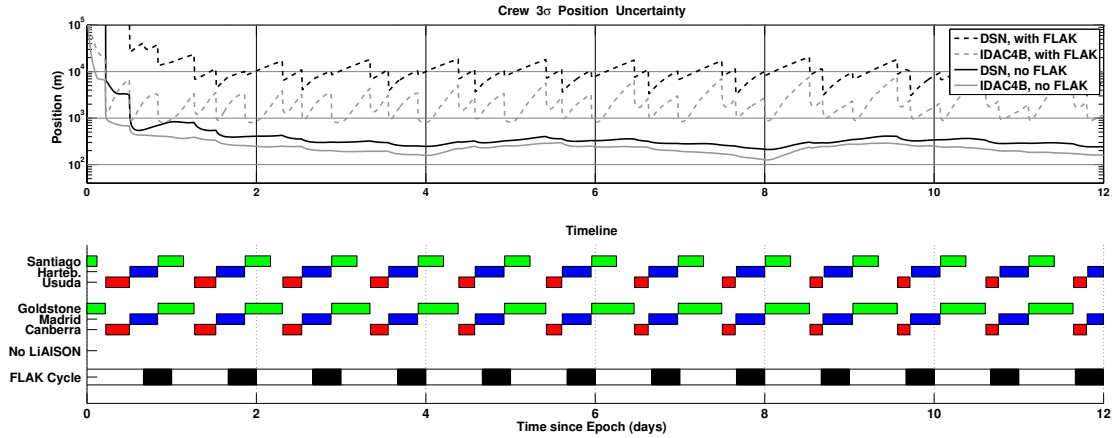 Crew 3σ Position Uncertainty
Position (m)
10^5
10^4
10^3
10^2
DSN, with FLAK
IDAC4B, with FLAK
DSN, no FLAK
IDAC4B, no FLAK
0 2 4 6 8 10 12
Timeline
Santiago
Harteb.
Usuda
Goldstone
Madrid
Canberra
No LiAISON
FLAK Cycle
0 2 4 6 8 10 12
Time since Epoch (days)